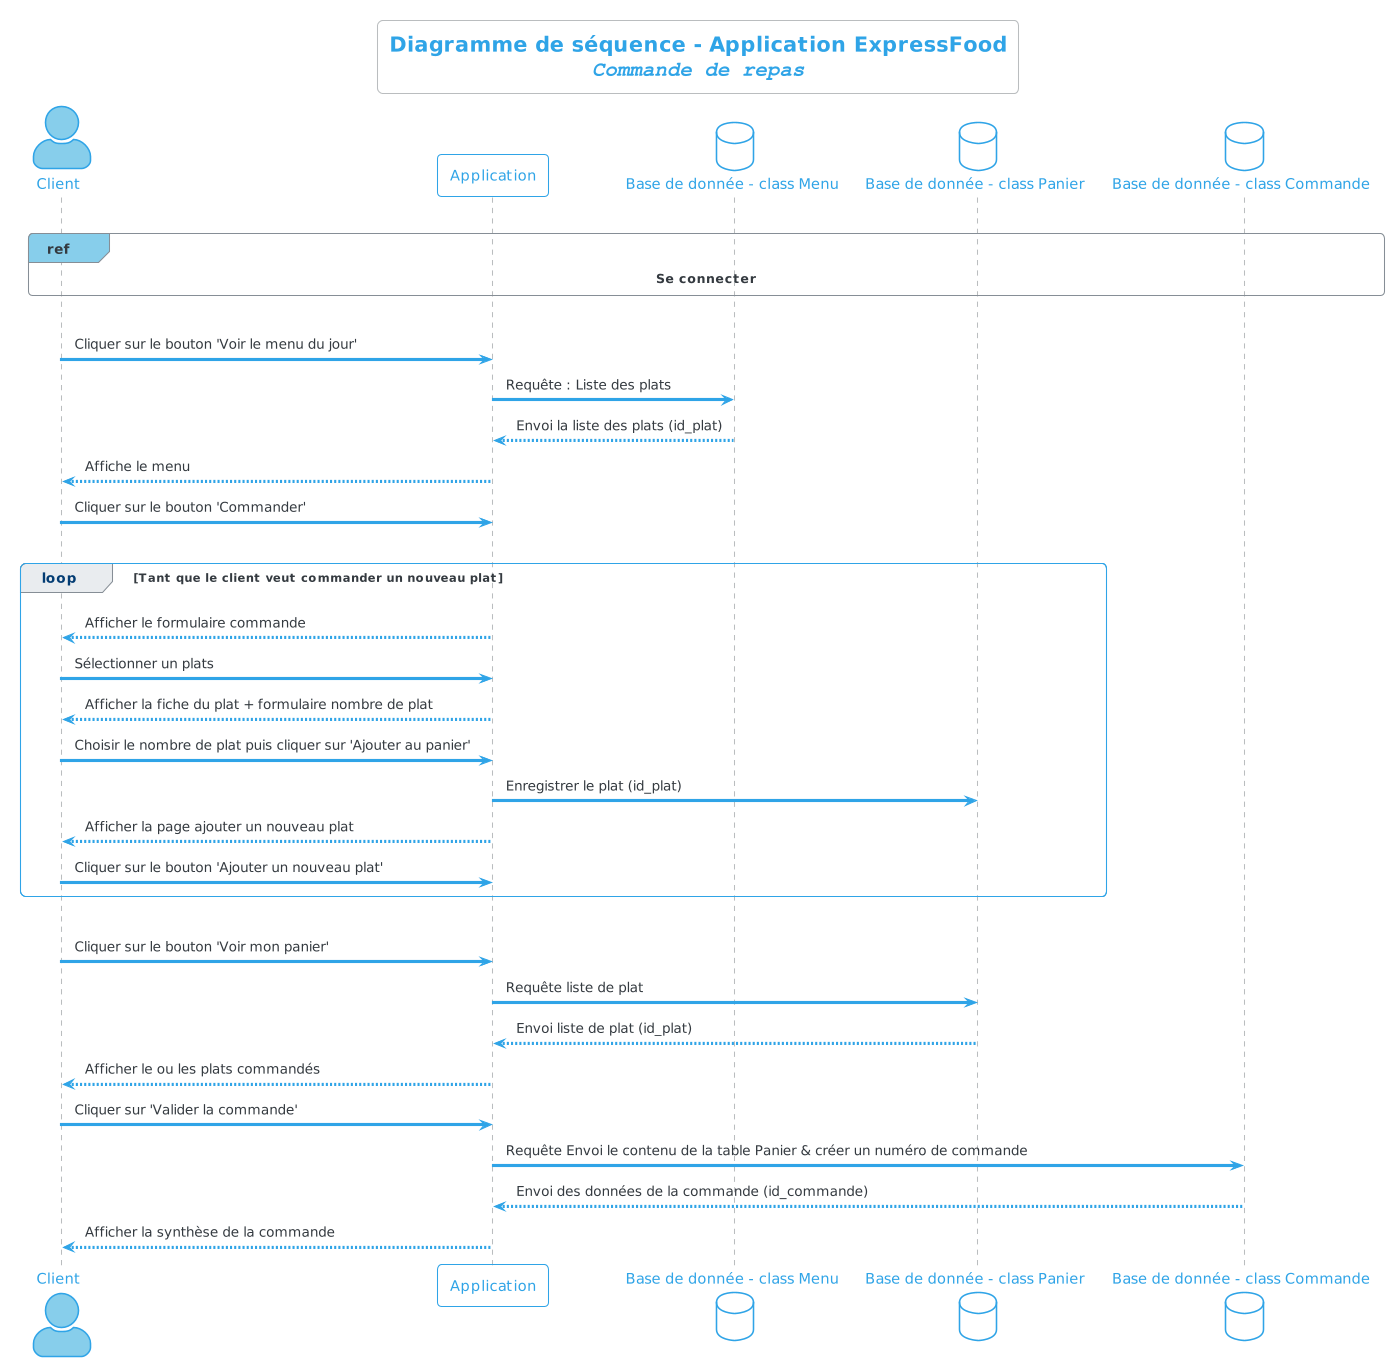 Diagramme de séquence - Application ExpressFood
Commande de repas
Client
Application
Base de donnée - class Menu
Base de donnée - class Panier
Base de donnée - class Commande
ref
Se connecter
Cliquer sur le bouton 'Voir le menu du jour'
Requête : Liste des plats
Envoi la liste des plats (id_plat)
Affiche le menu
Cliquer sur le bouton 'Commander'
loop
[Tant que le client veut commander un nouveau plat]
Afficher le formulaire commande
Sélectionner un plats
Afficher la fiche du plat + formulaire nombre de plat
Choisir le nombre de plat puis cliquer sur 'Ajouter au panier'
Enregistrer le plat (id_plat)
Afficher la page ajouter un nouveau plat
Cliquer sur le bouton 'Ajouter un nouveau plat'
Cliquer sur le bouton 'Voir mon panier'
Requête liste de plat
Envoi liste de plat (id_plat)
Afficher le ou les plats commandés
Cliquer sur 'Valider la commande'
Requête Envoi le contenu de la table Panier & créer un numéro de commande
Envoi des données de la commande (id_commande)
Afficher la synthèse de la commande
Client
Application
Base de donnée - class Menu
Base de donnée - class Panier
Base de donnée - class Commande